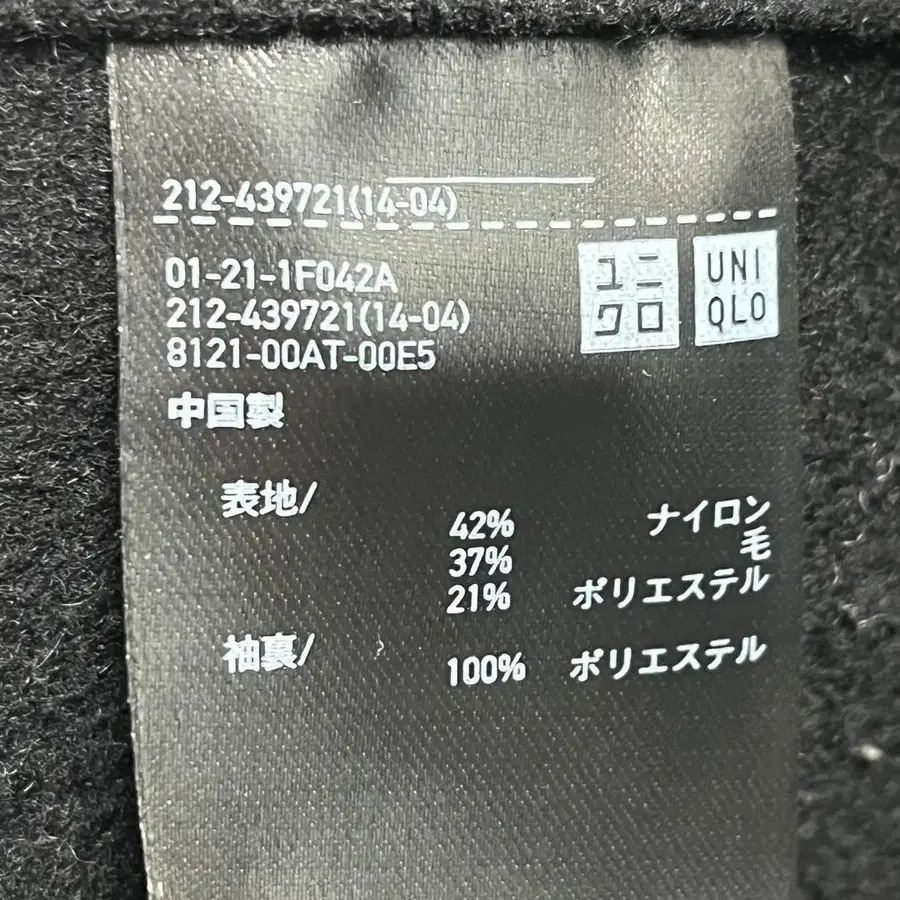 212-439721(14-04)
01-21-1F042A
212-439721(14-04)
8121-00AT-00E5
ユニ
クロ
UNI
QLO
中国製
表地/
42% ナイロン
37% 毛
21% ポリエステル
袖裏/
100% ポリエステル